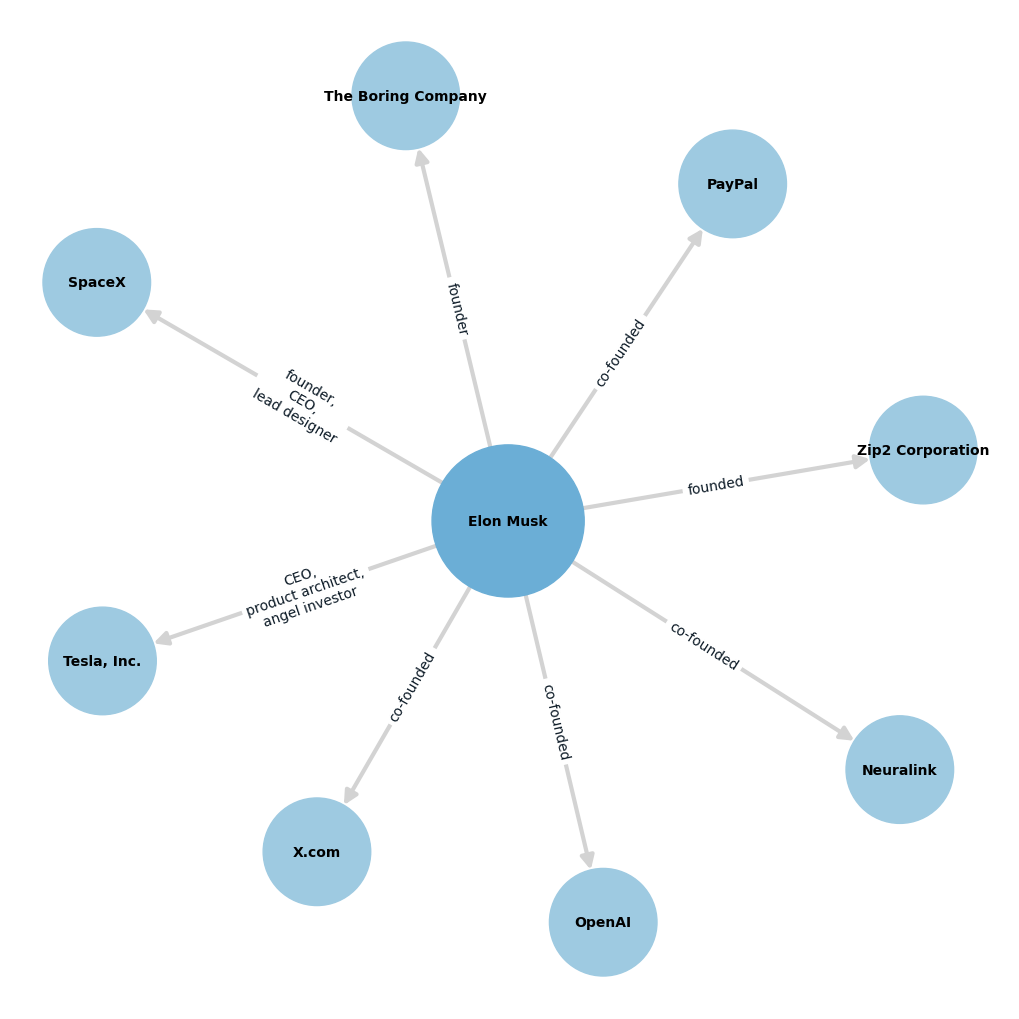 The Boring Company
PayPal
SpaceX
founder
co-founded
founder,
CEO,
lead designer
Zip2 Corporation
founded
Elon Musk
CEO,
product architect,
angel investor
co-founded
Tesla, Inc.
co-founded
co-founded
Neuralink
X.com
OpenAI